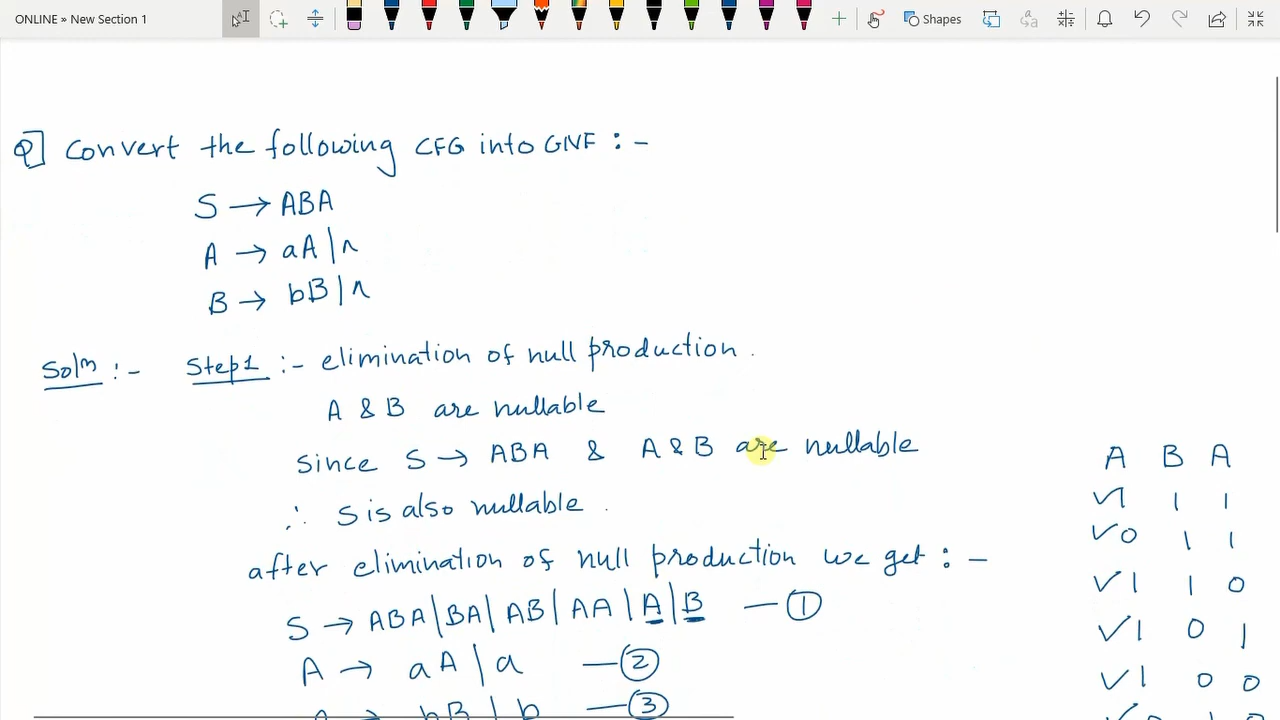 ONLINE » New Section 1
Shapes
Q] Convert the following CFG into GNF :-
S → ABA
A → aA|ʌ
B → bB|ʌ
Solⁿ :- Step1 :- elimination of null production.
A & B are nullable
Since S → ABA & A & B are nullable
∴ S is also nullable.
after elimination of null production we get :-
S → ABA|BA|AB|AA|A|B — ①
A → aA|a — ②
bB|b — ③
A B A
✓1 1 1
✓0 1 1
✓1 1 0
✓1 0 1
✓1 0 0